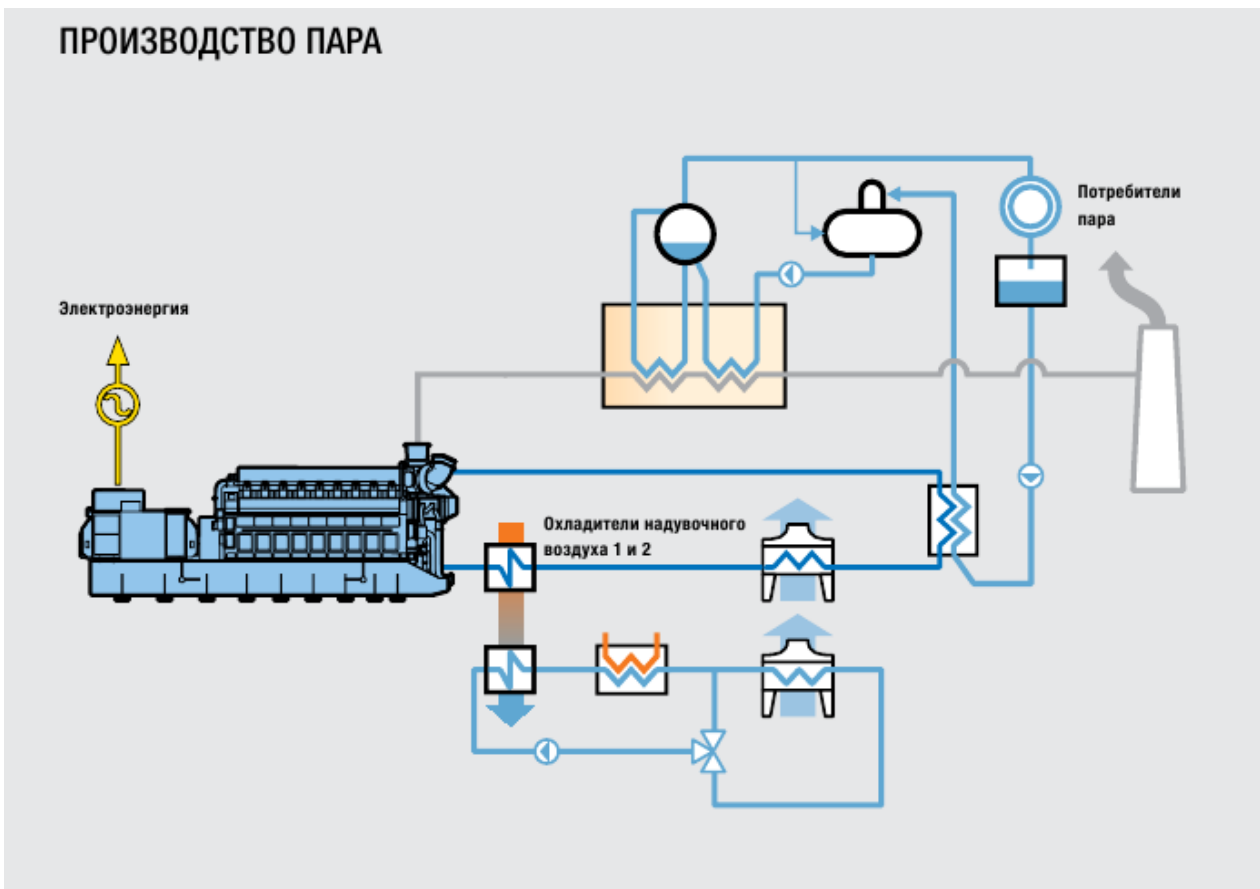 ПРОИЗВОДСТВО ПАРА
Потребители
пара
Электроэнергия
Охладители надувочного
воздуха 1 и 2